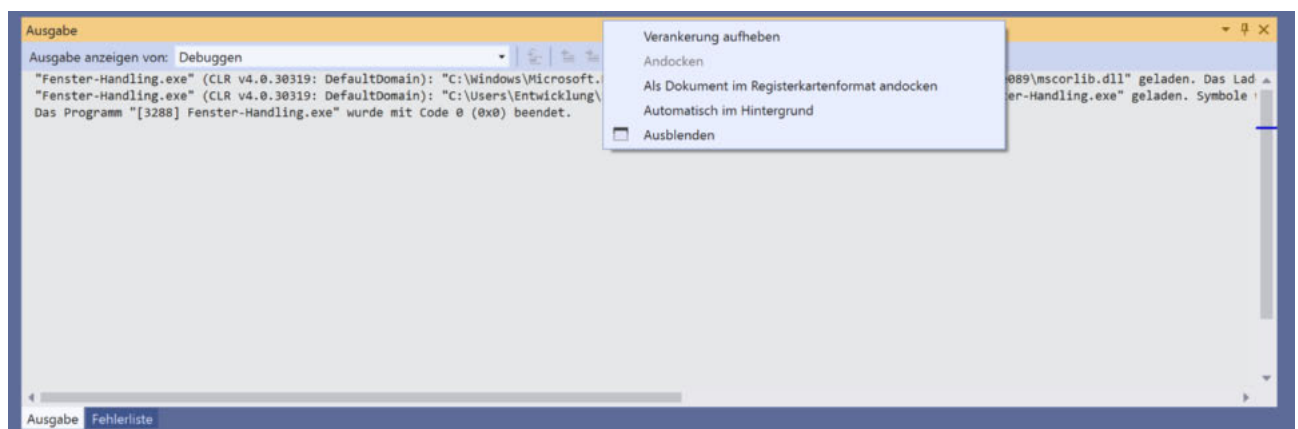 Ausgabe
Ausgabe anzeigen von: Debuggen
"Fenster-Handling.exe" (CLR v4.0.30319: DefaultDomain): "C:\Windows\Microsoft. 089\mscorlib.dll" geladen. Das Lad
"Fenster-Handling.exe" (CLR v4.0.30319: DefaultDomain): "C:\Users\Entwicklung\ er-Handling.exe" geladen. Symbole
Das Programm "[3288] Fenster-Handling.exe" wurde mit Code 0 (0x0) beendet.
Verankerung aufheben
Andocken
Als Dokument im Registerkartenformat andocken
Automatisch im Hintergrund
Ausblenden
Ausgabe Fehlerliste